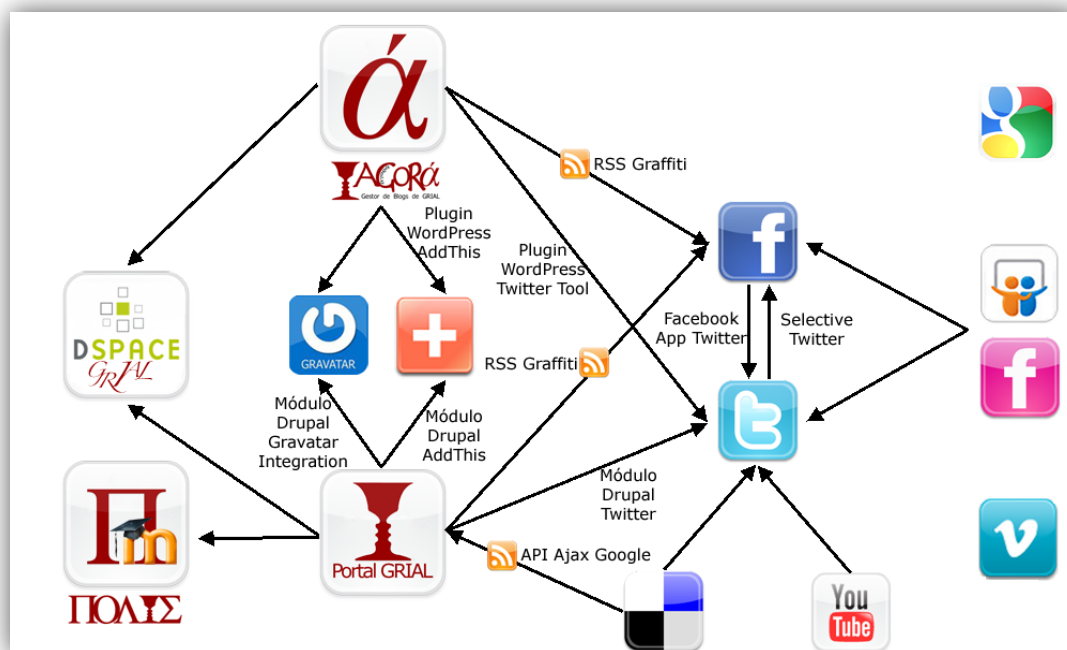 ά
AGORά
Gestor de Blogs de GRIAL
RSS Graffiti
Plugin
WordPress
AddThis
Plugin
WordPress
Twitter Tool
f
DSPACE
GRIAL
GRAVATAR
RSS Graffiti
Facebook
App Twitter
Selective
Twitter
f
Módulo
Drupal
Gravatar
Integration
Módulo
Drupal
AddThis
t
Π
m
ΠΟΛΙΣ
Portal GRIAL
Módulo
Drupal
Twitter
API Ajax Google
v
You
Tube